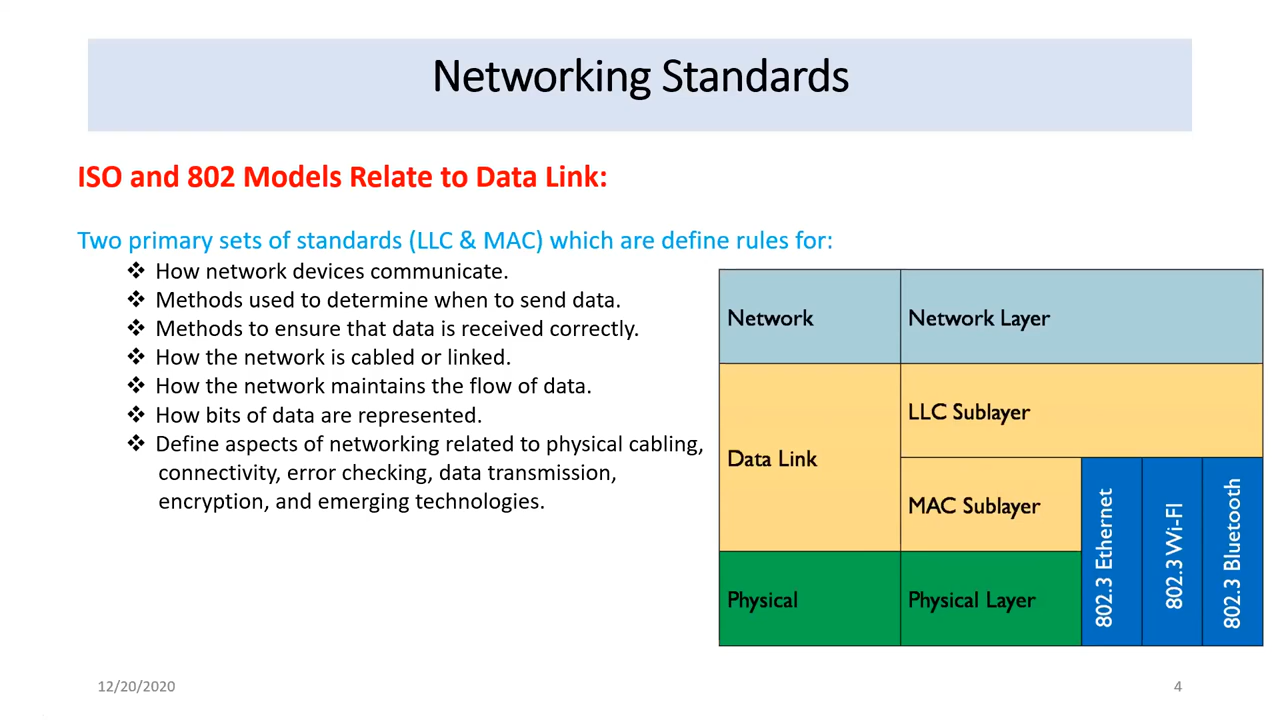 Networking Standards
ISO and 802 Models Relate to Data Link:
Two primary sets of standards (LLC & MAC) which are define rules for:
❖ How network devices communicate.
❖ Methods used to determine when to send data.
❖ Methods to ensure that data is received correctly.
❖ How the network is cabled or linked.
❖ How the network maintains the flow of data.
❖ How bits of data are represented.
❖ Define aspects of networking related to physical cabling,
connectivity, error checking, data transmission,
encryption, and emerging technologies.
Network
Network Layer
Data Link
LLC Sublayer
MAC Sublayer
Physical
Physical Layer
802.3 Ethernet
802.3 Wi-FI
802.3 Bluetooth
12/20/2020
4